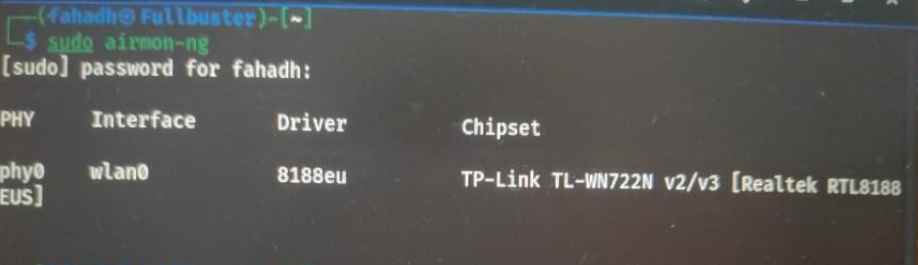 (fahadh㉿Fullbuster)-[~]
$ sudo airmon-ng
[sudo] password for fahadh:
PHY Interface Driver Chipset
phy0 wlan0 8188eu TP-Link TL-WN722N v2/v3 [Realtek RTL8188
EUS]